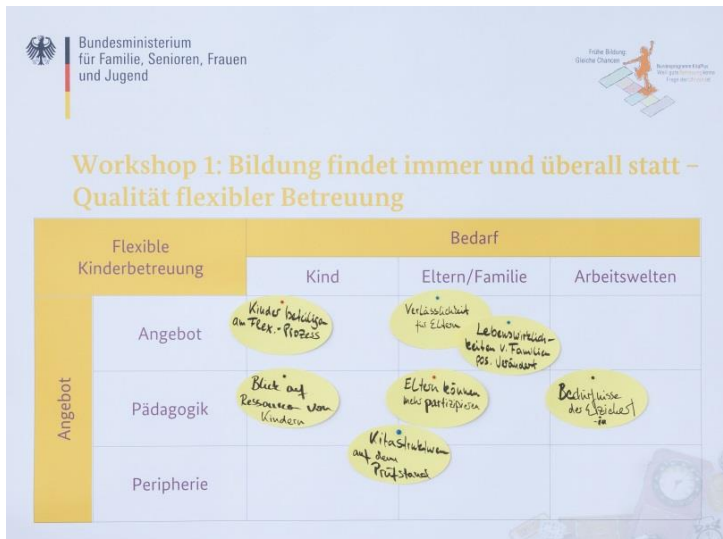 Bundesministerium
für Familie, Senioren, Frauen
und Jugend
Frühe Bildung:
Gleiche Chancen
Workshop 1: Bildung findet immer und überall statt –
Qualität flexibler Betreuung
Flexible
Kinderbetreuung
Bedarf
Kind
Eltern/Familie
Arbeitswelten
Angebot
Angebot
Kinder beteiligen
am Flex.-Prozess
Verlässlichkeit
für Eltern
Lebenswirklich-
keiten v. Familien
pos. verändert
Pädagogik
Blick auf
Ressourcen von
Kindern
Eltern können
mehr partizipieren
Bedürfnisse
der Erzieher/
-in
Kitastrukturen
auf dem
Prüfstand
Peripherie